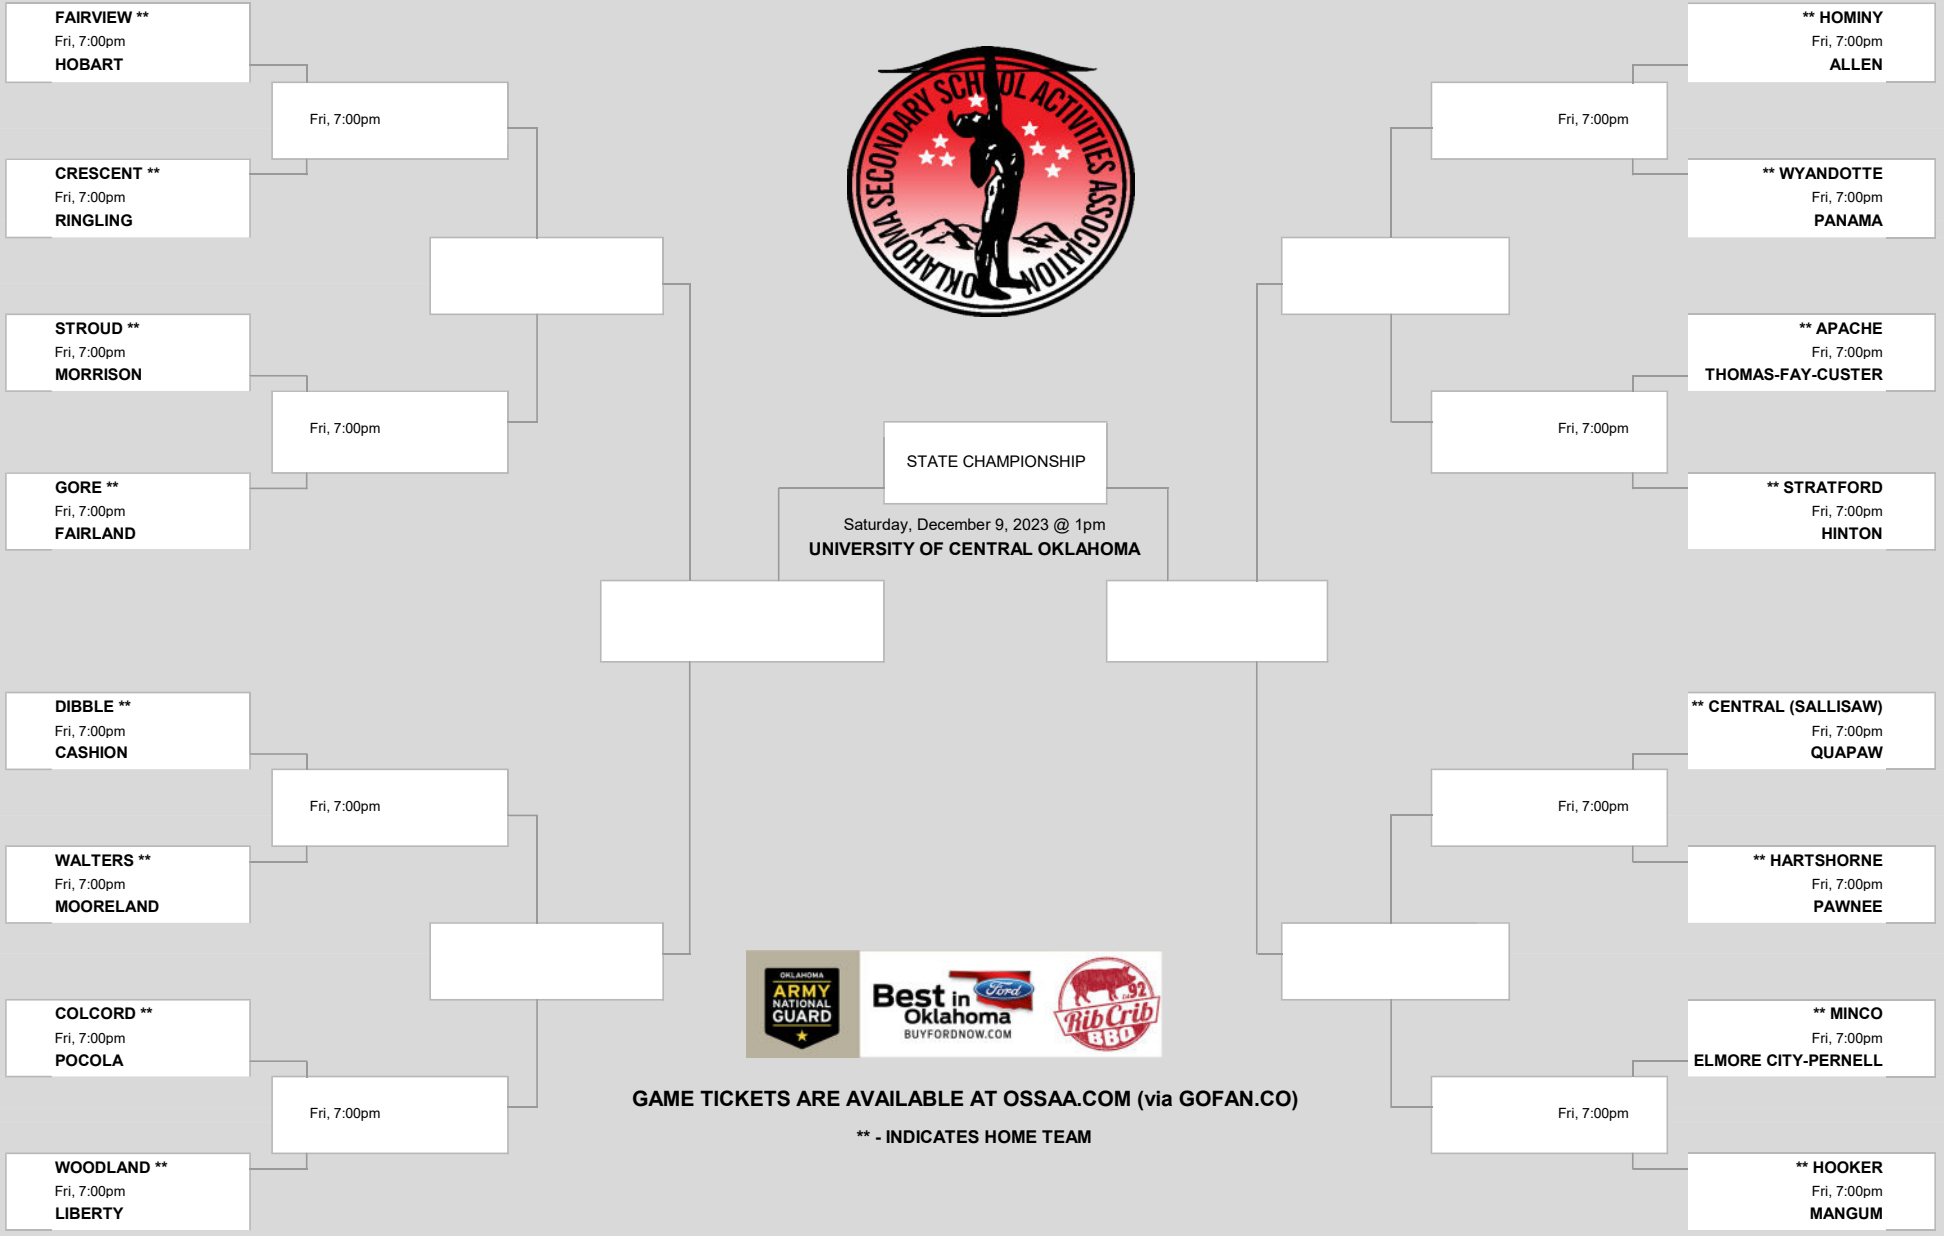 FAIRVIEW **
Fri, 7:00pm
HOBART
Fri, 7:00pm
CRESCENT **
Fri, 7:00pm
RINGLING
STROUD **
Fri, 7:00pm
MORRISON
Fri, 7:00pm
GORE **
Fri, 7:00pm
FAIRLAND
DIBBLE **
Fri, 7:00pm
CASHION
Fri, 7:00pm
WALTERS **
Fri, 7:00pm
MOORELAND
COLCORD **
Fri, 7:00pm
POCOLA
Fri, 7:00pm
WOODLAND **
Fri, 7:00pm
LIBERTY
OKLAHOMA SECONDARY SCHOOL ACTIVITIES ASSOCIATION
STATE CHAMPIONSHIP
Saturday, December 9, 2023 @ 1pm
UNIVERSITY OF CENTRAL OKLAHOMA
OKLAHOMA
ARMY
NATIONAL
GUARD
Best in
Oklahoma
Ford
BUYFORDNOW.COM
Est 92
Rib Crib
BBQ
GAME TICKETS ARE AVAILABLE AT OSSAA.COM (via GOFAN.CO)
** - INDICATES HOME TEAM
** HOMINY
Fri, 7:00pm
ALLEN
Fri, 7:00pm
** WYANDOTTE
Fri, 7:00pm
PANAMA
** APACHE
Fri, 7:00pm
THOMAS-FAY-CUSTER
Fri, 7:00pm
** STRATFORD
Fri, 7:00pm
HINTON
** CENTRAL (SALLISAW)
Fri, 7:00pm
QUAPAW
Fri, 7:00pm
** HARTSHORNE
Fri, 7:00pm
PAWNEE
** MINCO
Fri, 7:00pm
ELMORE CITY-PERNELL
Fri, 7:00pm
** HOOKER
Fri, 7:00pm
MANGUM